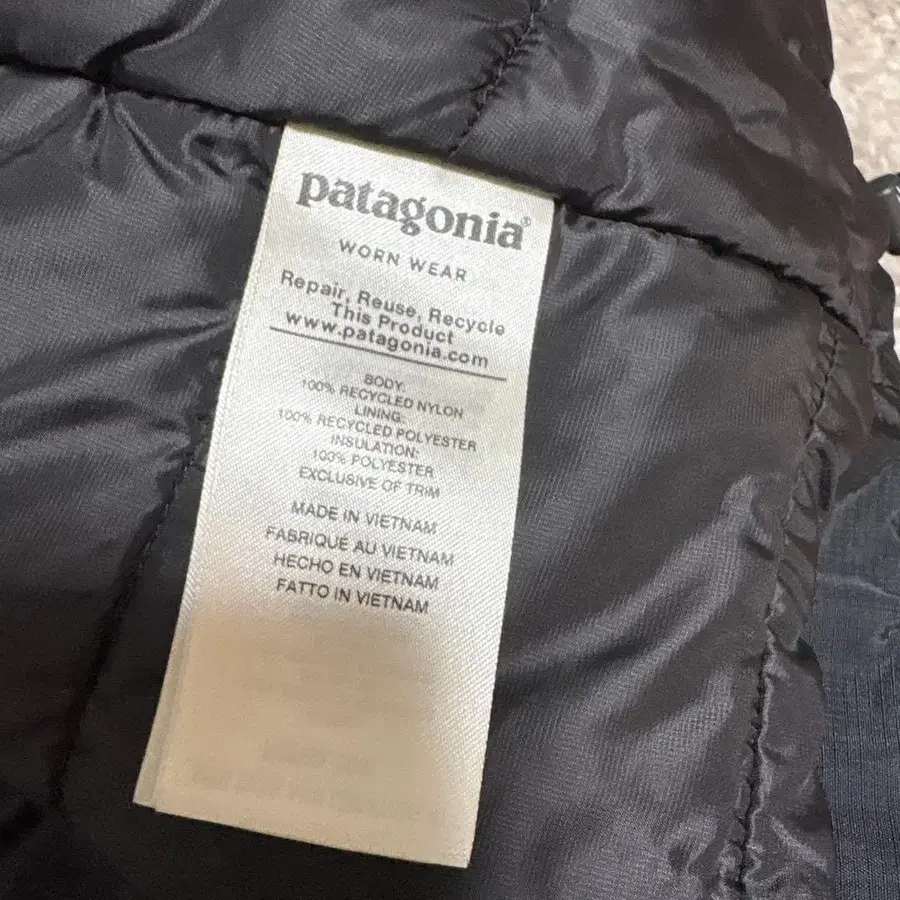 patagonia®
WORN WEAR
Repair, Reuse, Recycle
This Product
www.patagonia.com
BODY:
100% RECYCLED NYLON
LINING:
100% RECYCLED POLYESTER
INSULATION:
100% POLYESTER
EXCLUSIVE OF TRIM
MADE IN VIETNAM
FABRIQUÉ AU VIETNAM
HECHO EN VIETNAM
FATTO IN VIETNAM